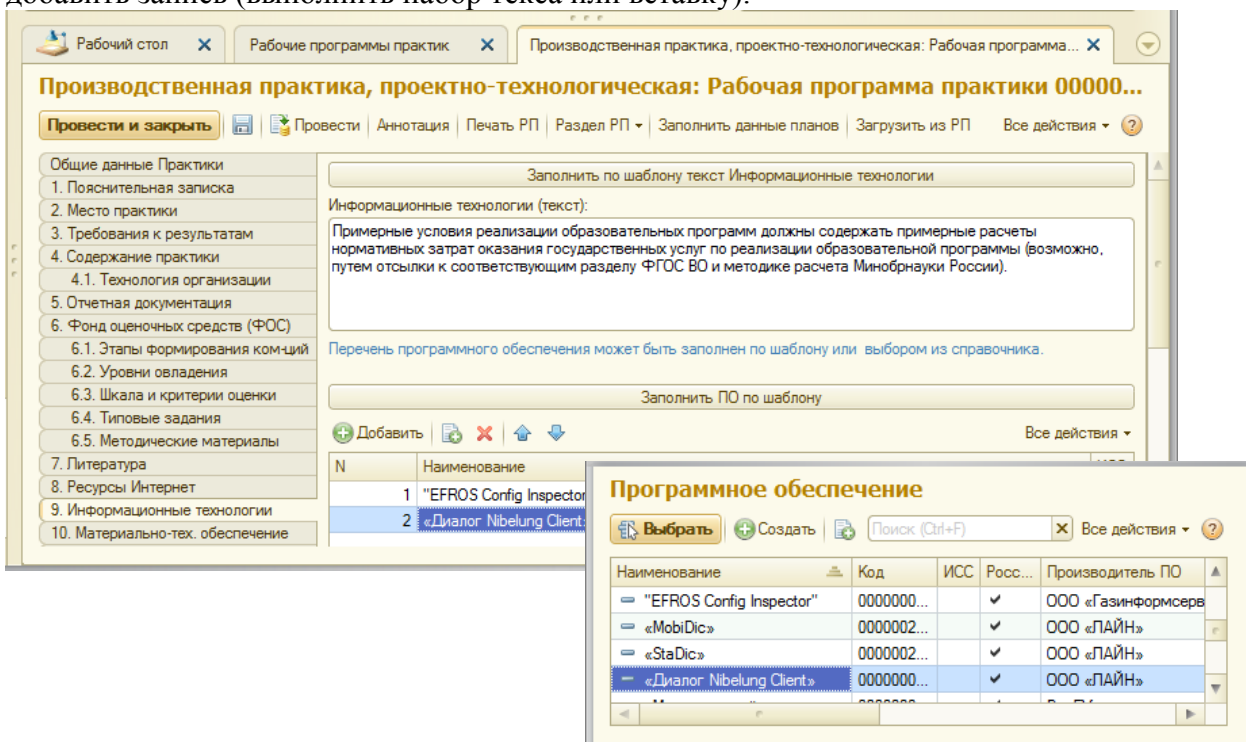 добавить запись (выполнить набор текса или вставку).
Рабочий стол
Рабочие программы практик
Производственная практика, проектно-технологическая: Рабочая программа...
Производственная практика, проектно-технологическая: Рабочая программа практики 00000...
Провести и закрыть Провести Аннотация Печать РП Раздел РП Заполнить данные планов Загрузить из РП Все действия
Общие данные Практики
1. Пояснительная записка
2. Место практики
3. Требования к результатам
4. Содержание практики
4.1. Технология организации
5. Отчетная документация
6. Фонд оценочных средств (ФОС)
6.1. Этапы формирования ком-ций
6.2. Уровни овладения
6.3. Шкала и критерии оценки
6.4. Типовые задания
6.5. Методические материалы
7. Литература
8. Ресурсы Интернет
9. Информационные технологии
10. Материально-тех. обеспечение
Заполнить по шаблону текст Информационные технологии
Информационные технологии (текст):
Примерные условия реализации образовательных программ должны содержать примерные расчеты
нормативных затрат оказания государственных услуг по реализации образовательной программы (возможно,
путем отсылки к соответствующим разделу ФГОС ВО и методике расчета Минобрнауки России).
Перечень программного обеспечения может быть заполнен по шаблону или выбором из справочника.
Заполнить ПО по шаблону
Добавить Все действия
N Наименование
1 "EFROS Config Inspector
2 «Диалог Nibelung Client»
Программное обеспечение
Выбрать Создать Поиск (Ctrl+F) Все действия
Наименование Код ИСС Росс... Производитель ПО
"EFROS Config Inspector" 0000000... ООО «Газинформсерв
«MobiDic» 0000002... ООО «ЛАЙН»
«StaDic» 0000002... ООО «ЛАЙН»
«Диалог Nibelung Client» 0000000... ООО «ЛАЙН»